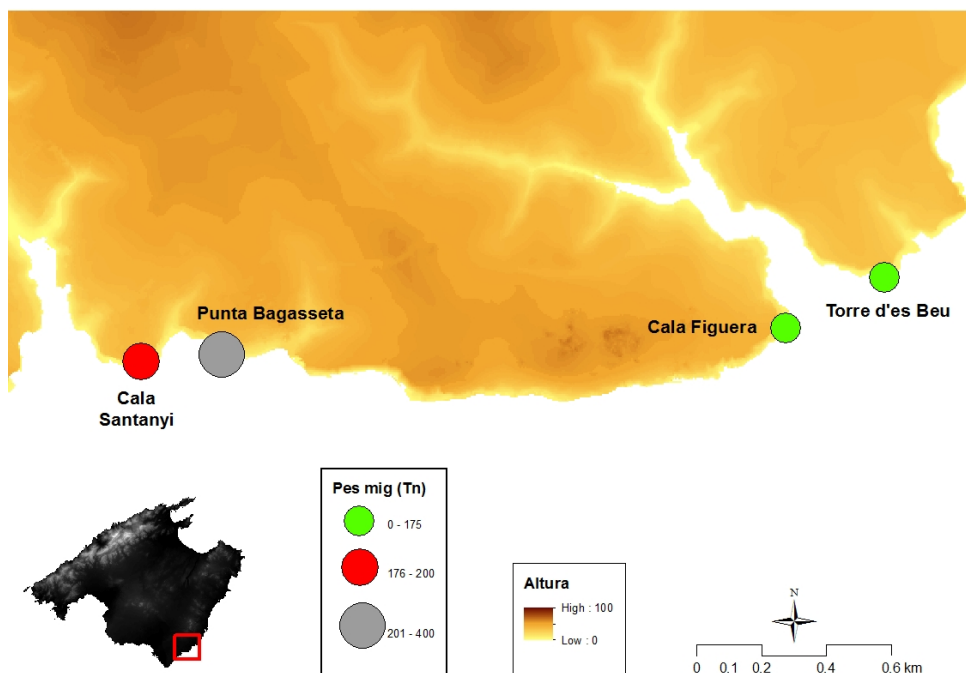 Punta Bagasseta
Torre d'es Beu
Cala Figuera
Cala
Santanyi
Pes mig (Tn)
0 - 175
176 - 200
201 - 400
Altura
High : 100
Low : 0
N
0 0.1 0.2 0.4 0.6 km